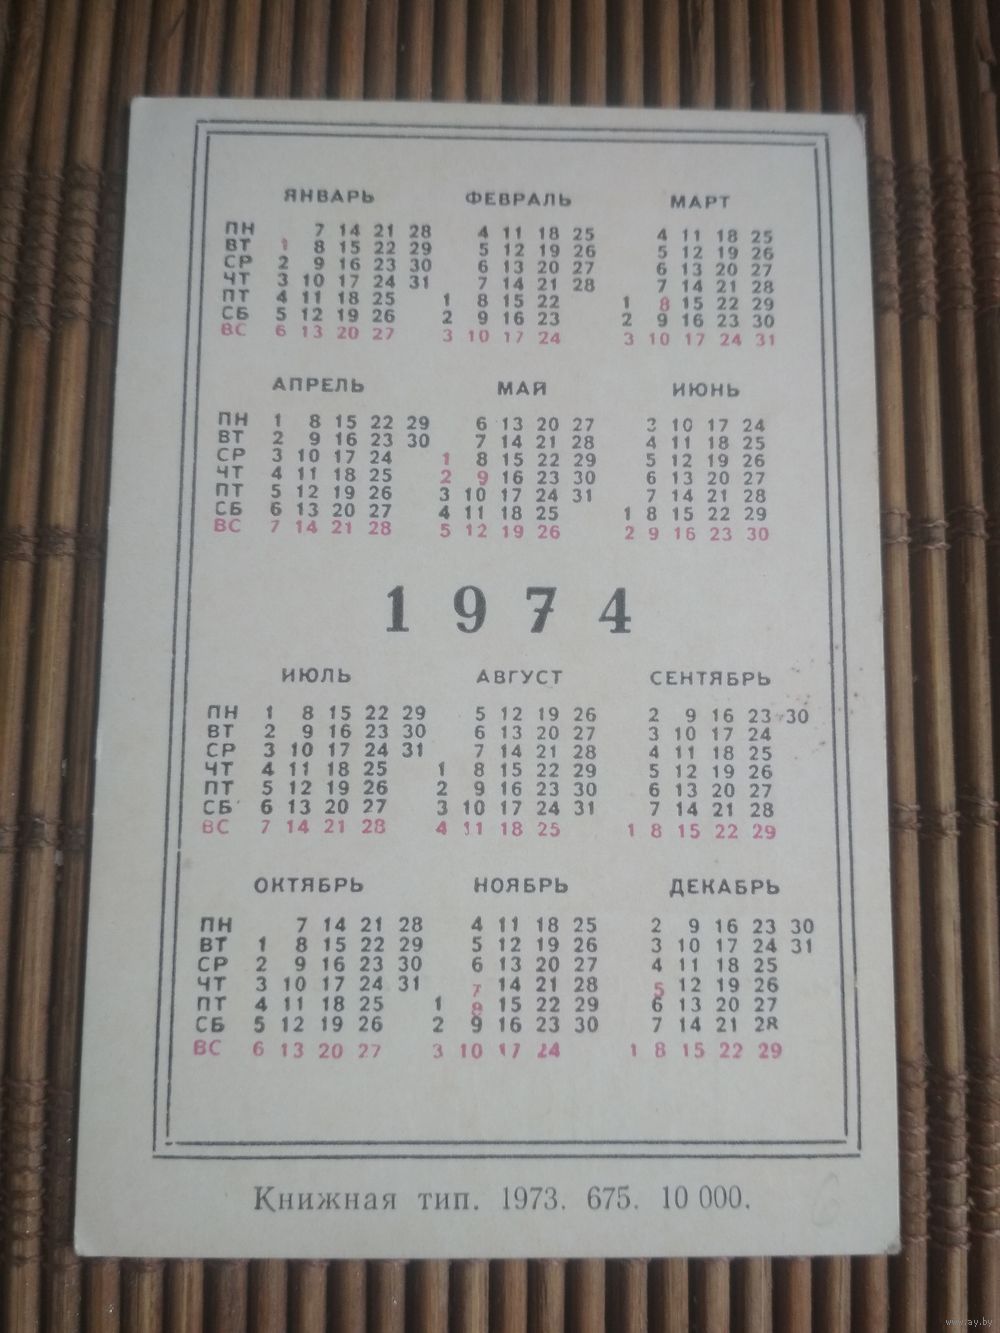 ЯНВАРЬ ФЕВРАЛЬ МАРТ
ПН 7 14 21 28 4 11 18 25 4 11 18 25
ВТ 1 8 15 22 29 5 12 19 26 5 12 19 26
СР 2 9 16 23 30 6 13 20 27 6 13 20 27
ЧТ 3 10 17 24 31 7 14 21 28 7 14 21 28
ПТ 4 11 18 25 1 8 15 22 1 8 15 22 29
СБ 5 12 19 26 2 9 16 23 2 9 16 23 30
ВС 6 13 20 27 3 10 17 24 3 10 17 24 31
АПРЕЛЬ МАЙ ИЮНЬ
ПН 1 8 15 22 29 6 13 20 27 3 10 17 24
ВТ 2 9 16 23 30 7 14 21 28 4 11 18 25
СР 3 10 17 24 1 8 15 22 29 5 12 19 26
ЧТ 4 11 18 25 2 9 16 23 30 6 13 20 27
ПТ 5 12 19 26 3 10 17 24 31 7 14 21 28
СБ 6 13 20 27 4 11 18 25 1 8 15 22 29
ВС 7 14 21 28 5 12 19 26 2 9 16 23 30
1974
ИЮЛЬ АВГУСТ СЕНТЯБРЬ
ПН 1 8 15 22 29 5 12 19 26 2 9 16 23 30
ВТ 2 9 16 23 30 6 13 20 27 3 10 17 24
СР 3 10 17 24 31 7 14 21 28 4 11 18 25
ЧТ 4 11 18 25 1 8 15 22 29 5 12 19 26
ПТ 5 12 19 26 2 9 16 23 30 6 13 20 27
СБ 6 13 20 27 3 10 17 24 31 7 14 21 28
ВС 7 14 21 28 4 11 18 25 1 8 15 22 29
ОКТЯБРЬ НОЯБРЬ ДЕКАБРЬ
ПН 7 14 21 28 4 11 18 25 2 9 16 23 30
ВТ 1 8 15 22 29 5 12 19 26 3 10 17 24 31
СР 2 9 16 23 30 6 13 20 27 4 11 18 25
ЧТ 3 10 17 24 31 7 14 21 28 5 12 19 26
ПТ 4 11 18 25 1 8 15 22 29 6 13 20 27
СБ 5 12 19 26 2 9 16 23 30 7 14 21 28
ВС 6 13 20 27 3 10 17 24 1 8 15 22 29
Книжная тип. 1973. 675. 10 000.
www.ay.by